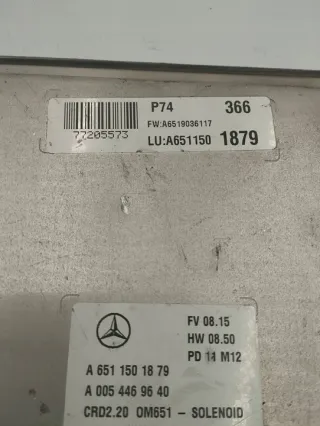 P74 366
FW:A6519036117
77205573
LU:A651150 1879
FV 08.15
HW 08.50
PD 11 M12
A 651 150 18 79
A 005 446 96 40
CRD2.20 OM651 - SOLENOID